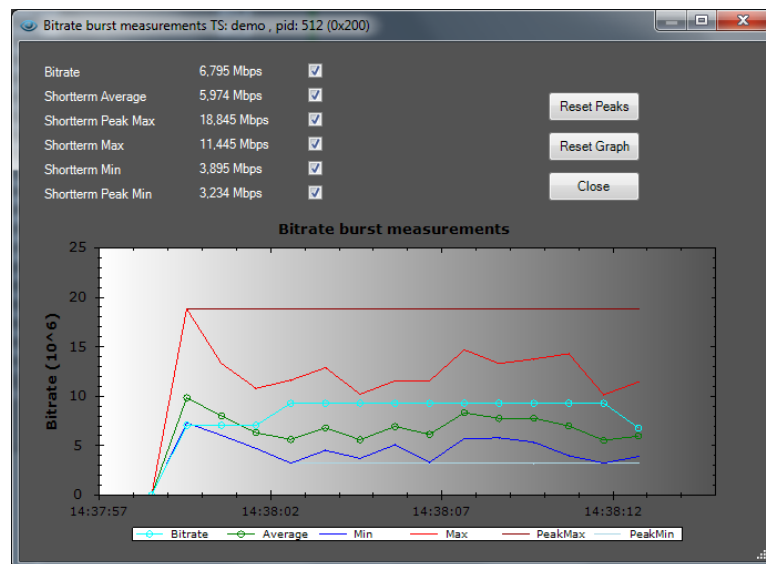 Bitrate burst measurements TS: demo , pid: 512 (0x200)
Bitrate 6,795 Mbps
Shortterm Average 5,974 Mbps
Shortterm Peak Max 18,845 Mbps
Shortterm Max 11,445 Mbps
Shortterm Min 3,895 Mbps
Shortterm Peak Min 3,234 Mbps
Reset Peaks
Reset Graph
Close
Bitrate burst measurements
Bitrate (10^6)
25
20
15
10
5
0
14:37:57 14:38:02 14:38:07 14:38:12
Bitrate Average Min Max PeakMax PeakMin